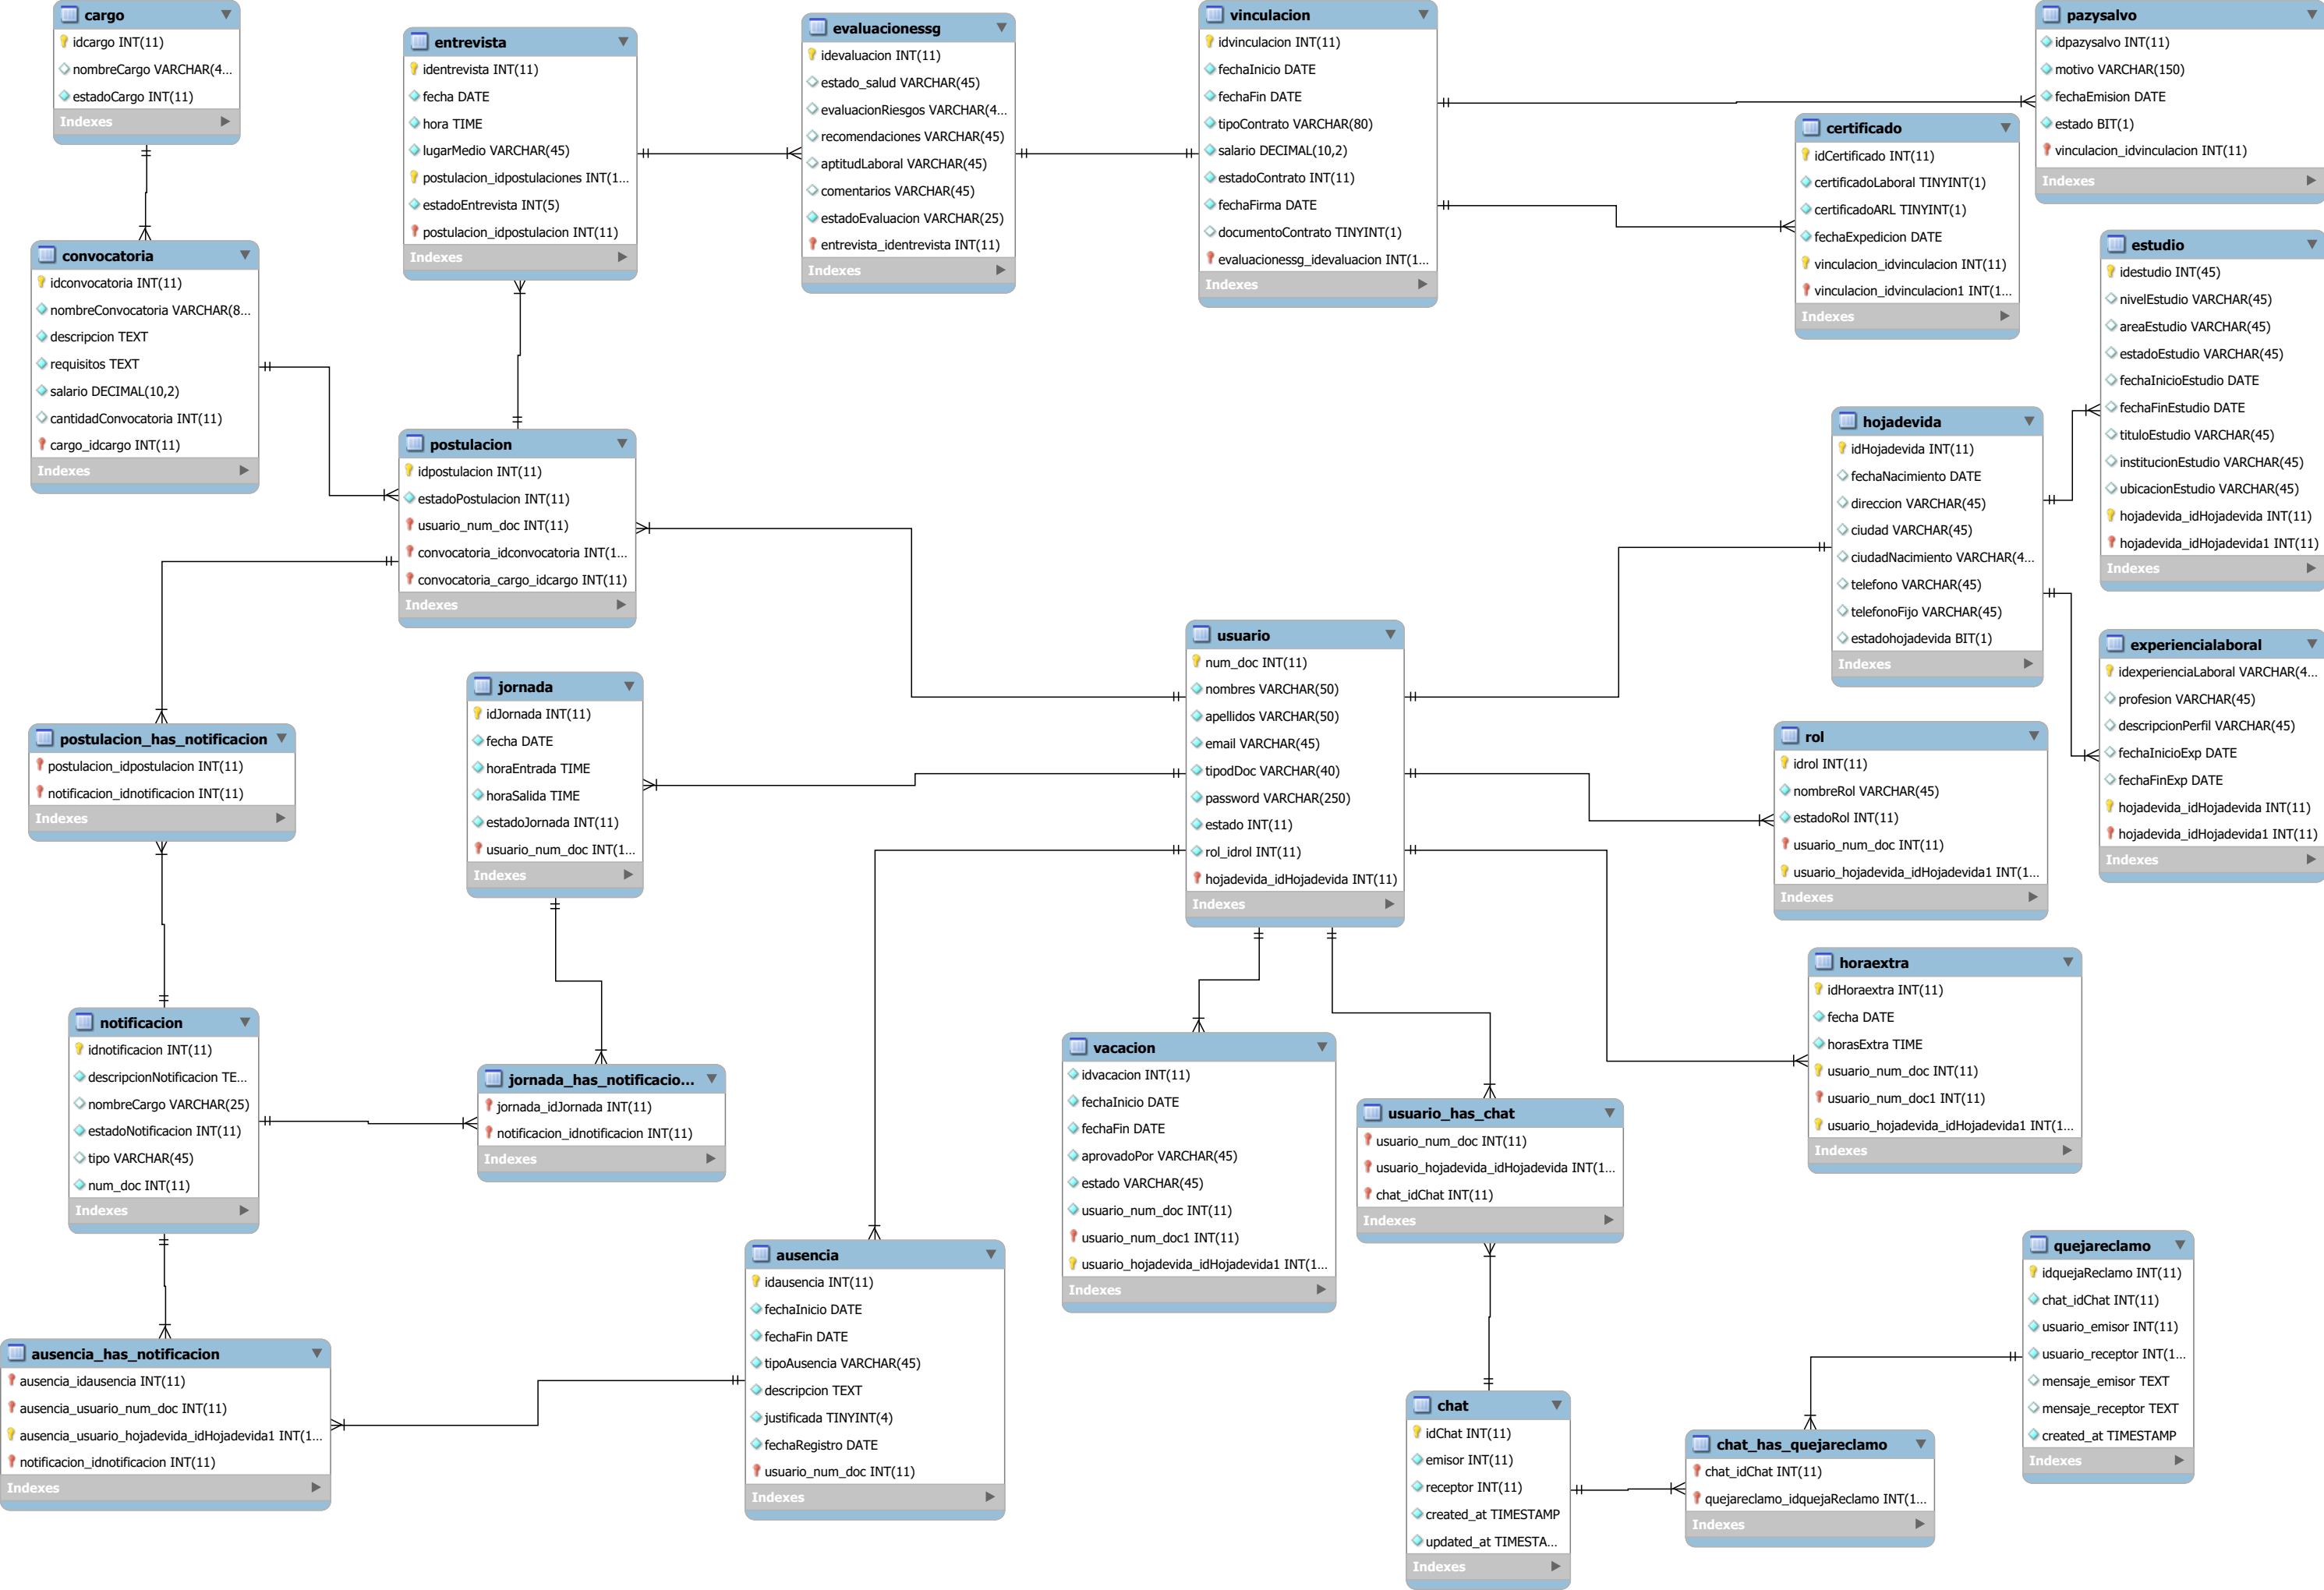 cargo
idcargo INT(11)
nombreCargo VARCHAR(4...
estadoCargo INT(11)
Indexes
entrevista
identrevista INT(11)
fecha DATE
hora TIME
lugarMedio VARCHAR(45)
postulacion_idpostulaciones INT(1...
estadoEntrevista INT(5)
postulacion_idpostulacion INT(11)
Indexes
evaluacionessg
idevaluacion INT(11)
estado_salud VARCHAR(45)
evaluacionRiesgos VARCHAR(4...
recomendaciones VARCHAR(45)
aptitudLaboral VARCHAR(45)
comentarios VARCHAR(45)
estadoEvaluacion VARCHAR(25)
entrevista_identrevista INT(11)
Indexes
vinculacion
idvinculacion INT(11)
fechaInicio DATE
fechaFin DATE
tipoContrato VARCHAR(80)
salario DECIMAL(10,2)
estadoContrato INT(11)
fechaFirma DATE
documentoContrato TINYINT(1)
evaluacionessg_idevaluacion INT(1...
Indexes
pazysalvo
idpazysalvo INT(11)
motivo VARCHAR(150)
fechaEmision DATE
estado BIT(1)
vinculacion_idvinculacion INT(11)
Indexes
certificado
idCertificado INT(11)
certificadoLaboral TINYINT(1)
certificadoARL TINYINT(1)
fechaExpedicion DATE
vinculacion_idvinculacion INT(11)
vinculacion_idvinculacion1 INT(1...
Indexes
convocatoria
idconvocatoria INT(11)
nombreConvocatoria VARCHAR(8...
descripcion TEXT
requisitos TEXT
salario DECIMAL(10,2)
cantidadConvocatoria INT(11)
cargo_idcargo INT(11)
Indexes
estudio
idestudio INT(45)
nivelEstudio VARCHAR(45)
areaEstudio VARCHAR(45)
estadoEstudio VARCHAR(45)
fechaInicioEstudio DATE
fechaFinEstudio DATE
tituloEstudio VARCHAR(45)
institucionEstudio VARCHAR(45)
ubicacionEstudio VARCHAR(45)
hojadevida_idHojadevida INT(11)
hojadevida_idHojadevida1 INT(11)
Indexes
postulacion
idpostulacion INT(11)
estadoPostulacion INT(11)
usuario_num_doc INT(11)
convocatoria_idconvocatoria INT(1...
convocatoria_cargo_idcargo INT(11)
Indexes
hojadevida
idHojadevida INT(11)
fechaNacimiento DATE
direccion VARCHAR(45)
ciudad VARCHAR(45)
ciudadNacimiento VARCHAR(4...
telefono VARCHAR(45)
telefonoFijo VARCHAR(45)
estadohojadevida BIT(1)
Indexes
usuario
num_doc INT(11)
nombres VARCHAR(50)
apellidos VARCHAR(50)
email VARCHAR(45)
tipodDoc VARCHAR(40)
password VARCHAR(250)
estado INT(11)
rol_idrol INT(11)
hojadevida_idHojadevida INT(11)
Indexes
experiencialaboral
idexperienciaLaboral VARCHAR(4...
profesion VARCHAR(45)
descripcionPerfil VARCHAR(45)
fechaInicioExp DATE
fechaFinExp DATE
hojadevida_idHojadevida INT(11)
hojadevida_idHojadevida1 INT(11)
Indexes
jornada
idJornada INT(11)
fecha DATE
horaEntrada TIME
horaSalida TIME
estadoJornada INT(11)
usuario_num_doc INT(1...
Indexes
postulacion_has_notificacion
postulacion_idpostulacion INT(11)
notificacion_idnotificacion INT(11)
Indexes
rol
idrol INT(11)
nombreRol VARCHAR(45)
estadoRol INT(11)
usuario_num_doc INT(11)
usuario_hojadevida_idHojadevida1 INT(1...
Indexes
horaextra
idHoraextra INT(11)
fecha DATE
horasExtra TIME
usuario_num_doc INT(11)
usuario_num_doc1 INT(11)
usuario_hojadevida_idHojadevida1 INT(1...
Indexes
notificacion
idnotificacion INT(11)
descripcionNotificacion TE...
nombreCargo VARCHAR(25)
estadoNotificacion INT(11)
tipo VARCHAR(45)
num_doc INT(11)
Indexes
jornada_has_notificacio...
jornada_idJornada INT(11)
notificacion_idnotificacion INT(11)
Indexes
vacacion
idvacacion INT(11)
fechaInicio DATE
fechaFin DATE
aprovadoPor VARCHAR(45)
estado VARCHAR(45)
usuario_num_doc INT(11)
usuario_num_doc1 INT(11)
usuario_hojadevida_idHojadevida1 INT(1...
Indexes
usuario_has_chat
usuario_num_doc INT(11)
usuario_hojadevida_idHojadevida INT(1...
chat_idChat INT(11)
Indexes
ausencia
idausencia INT(11)
fechaInicio DATE
fechaFin DATE
tipoAusencia VARCHAR(45)
descripcion TEXT
justificada TINYINT(4)
fechaRegistro DATE
usuario_num_doc INT(11)
Indexes
quejareclamo
idquejaReclamo INT(11)
chat_idChat INT(11)
usuario_emisor INT(11)
usuario_receptor INT(1...
mensaje_emisor TEXT
mensaje_receptor TEXT
created_at TIMESTAMP
Indexes
ausencia_has_notificacion
ausencia_idausencia INT(11)
ausencia_usuario_num_doc INT(11)
ausencia_usuario_hojadevida_idHojadevida1 INT(1...
notificacion_idnotificacion INT(11)
Indexes
chat
idChat INT(11)
emisor INT(11)
receptor INT(11)
created_at TIMESTAMP
updated_at TIMESTA...
Indexes
chat_has_quejareclamo
chat_idChat INT(11)
quejareclamo_idquejaReclamo INT(1...
Indexes